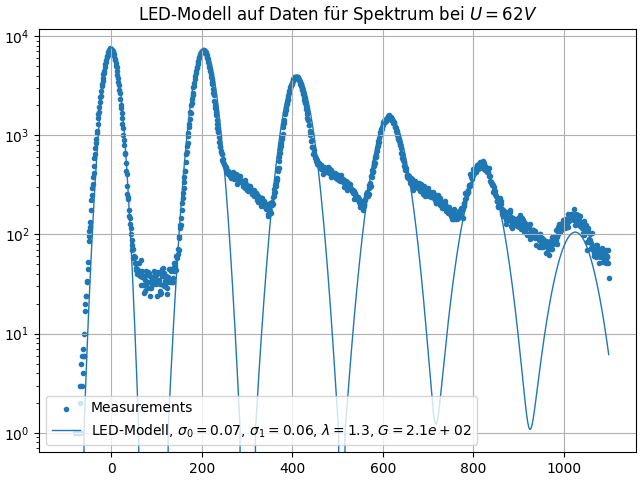 LED-Modell auf Daten für Spektrum bei U = 62V
10⁴
10³
10²
10¹
10⁰
Measurements
LED-Modell, σ₀ = 0.07, σ₁ = 0.06, λ = 1.3, G = 2.1e + 02
0 200 400 600 800 1000